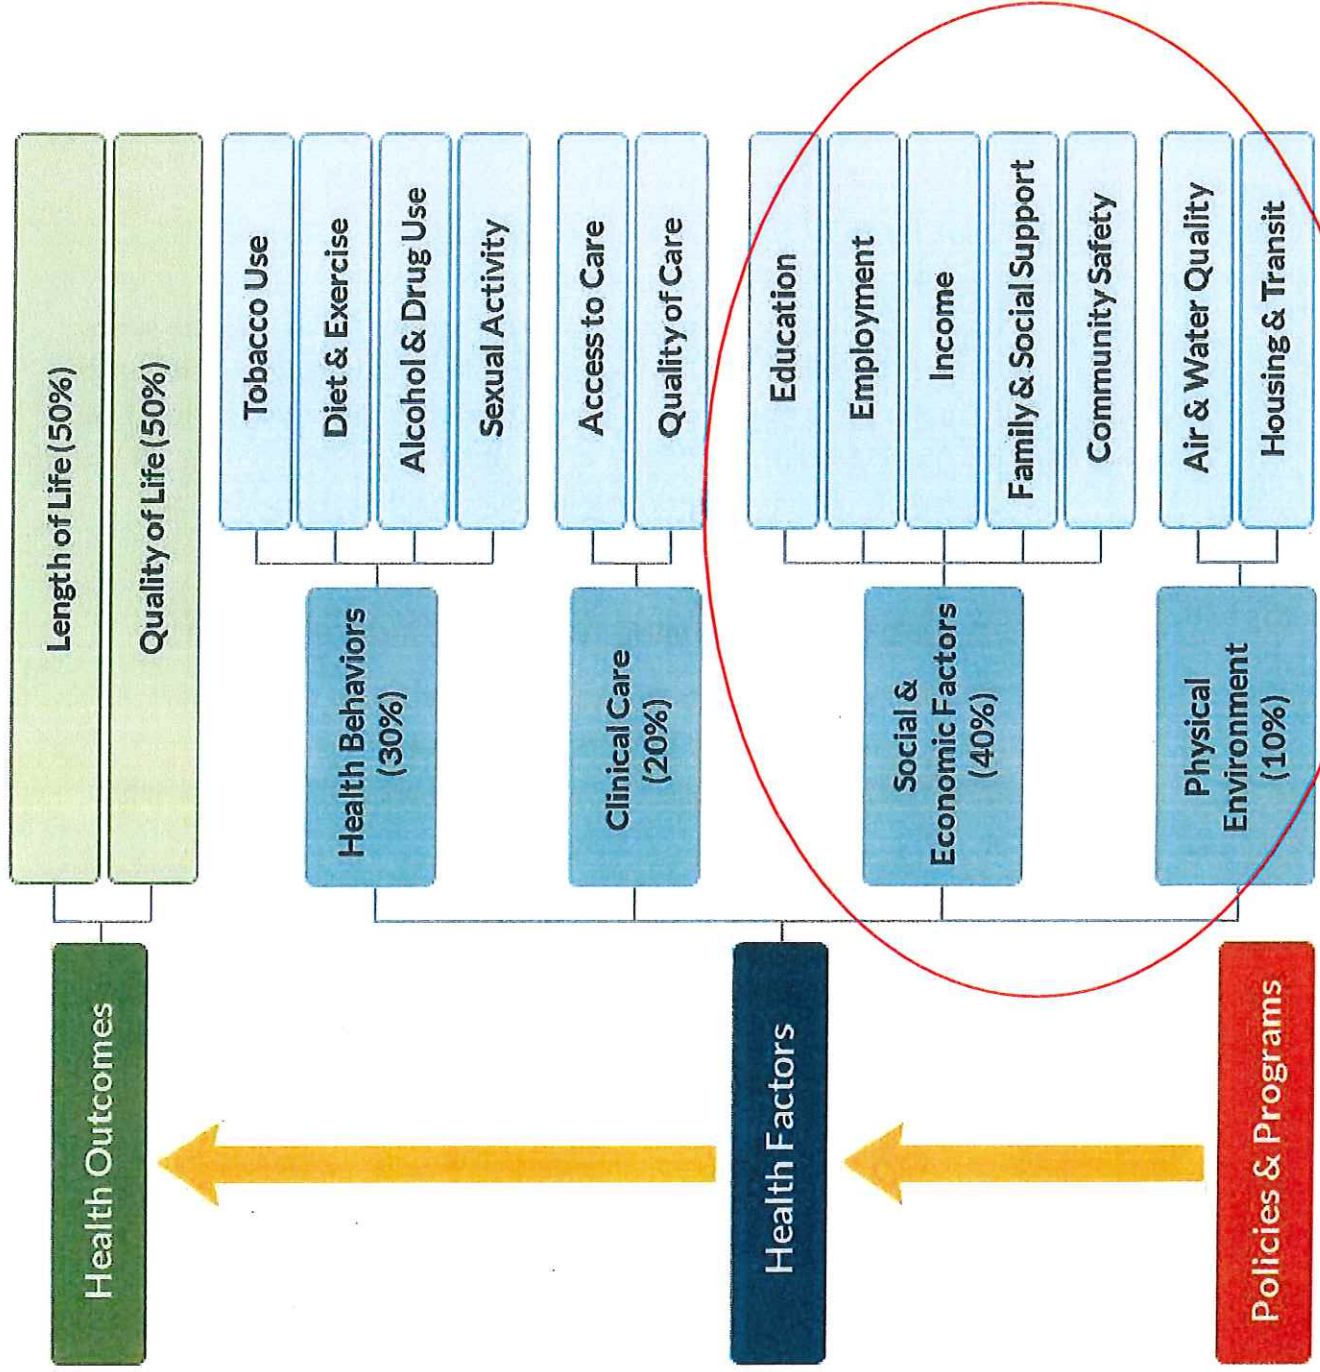 Health Outcomes
Length of Life (50%)
Quality of Life (50%)
Health Factors
Health Behaviors
(30%)
Tobacco Use
Diet & Exercise
Alcohol & Drug Use
Sexual Activity
Clinical Care
(20%)
Access to Care
Quality of Care
Social &
Economic Factors
(40%)
Education
Employment
Income
Family & Social Support
Community Safety
Physical
Environment
(10%)
Air & Water Quality
Housing & Transit
Policies & Programs